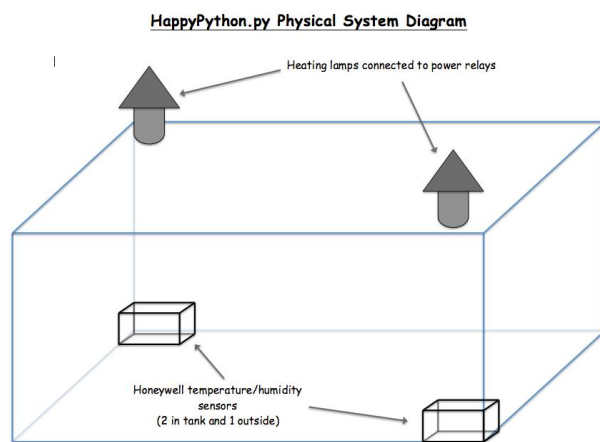 HappyPython.py Physical System Diagram
Heating lamps connected to power relays
Honeywell temperature/humidity
sensors
(2 in tank and 1 outside)